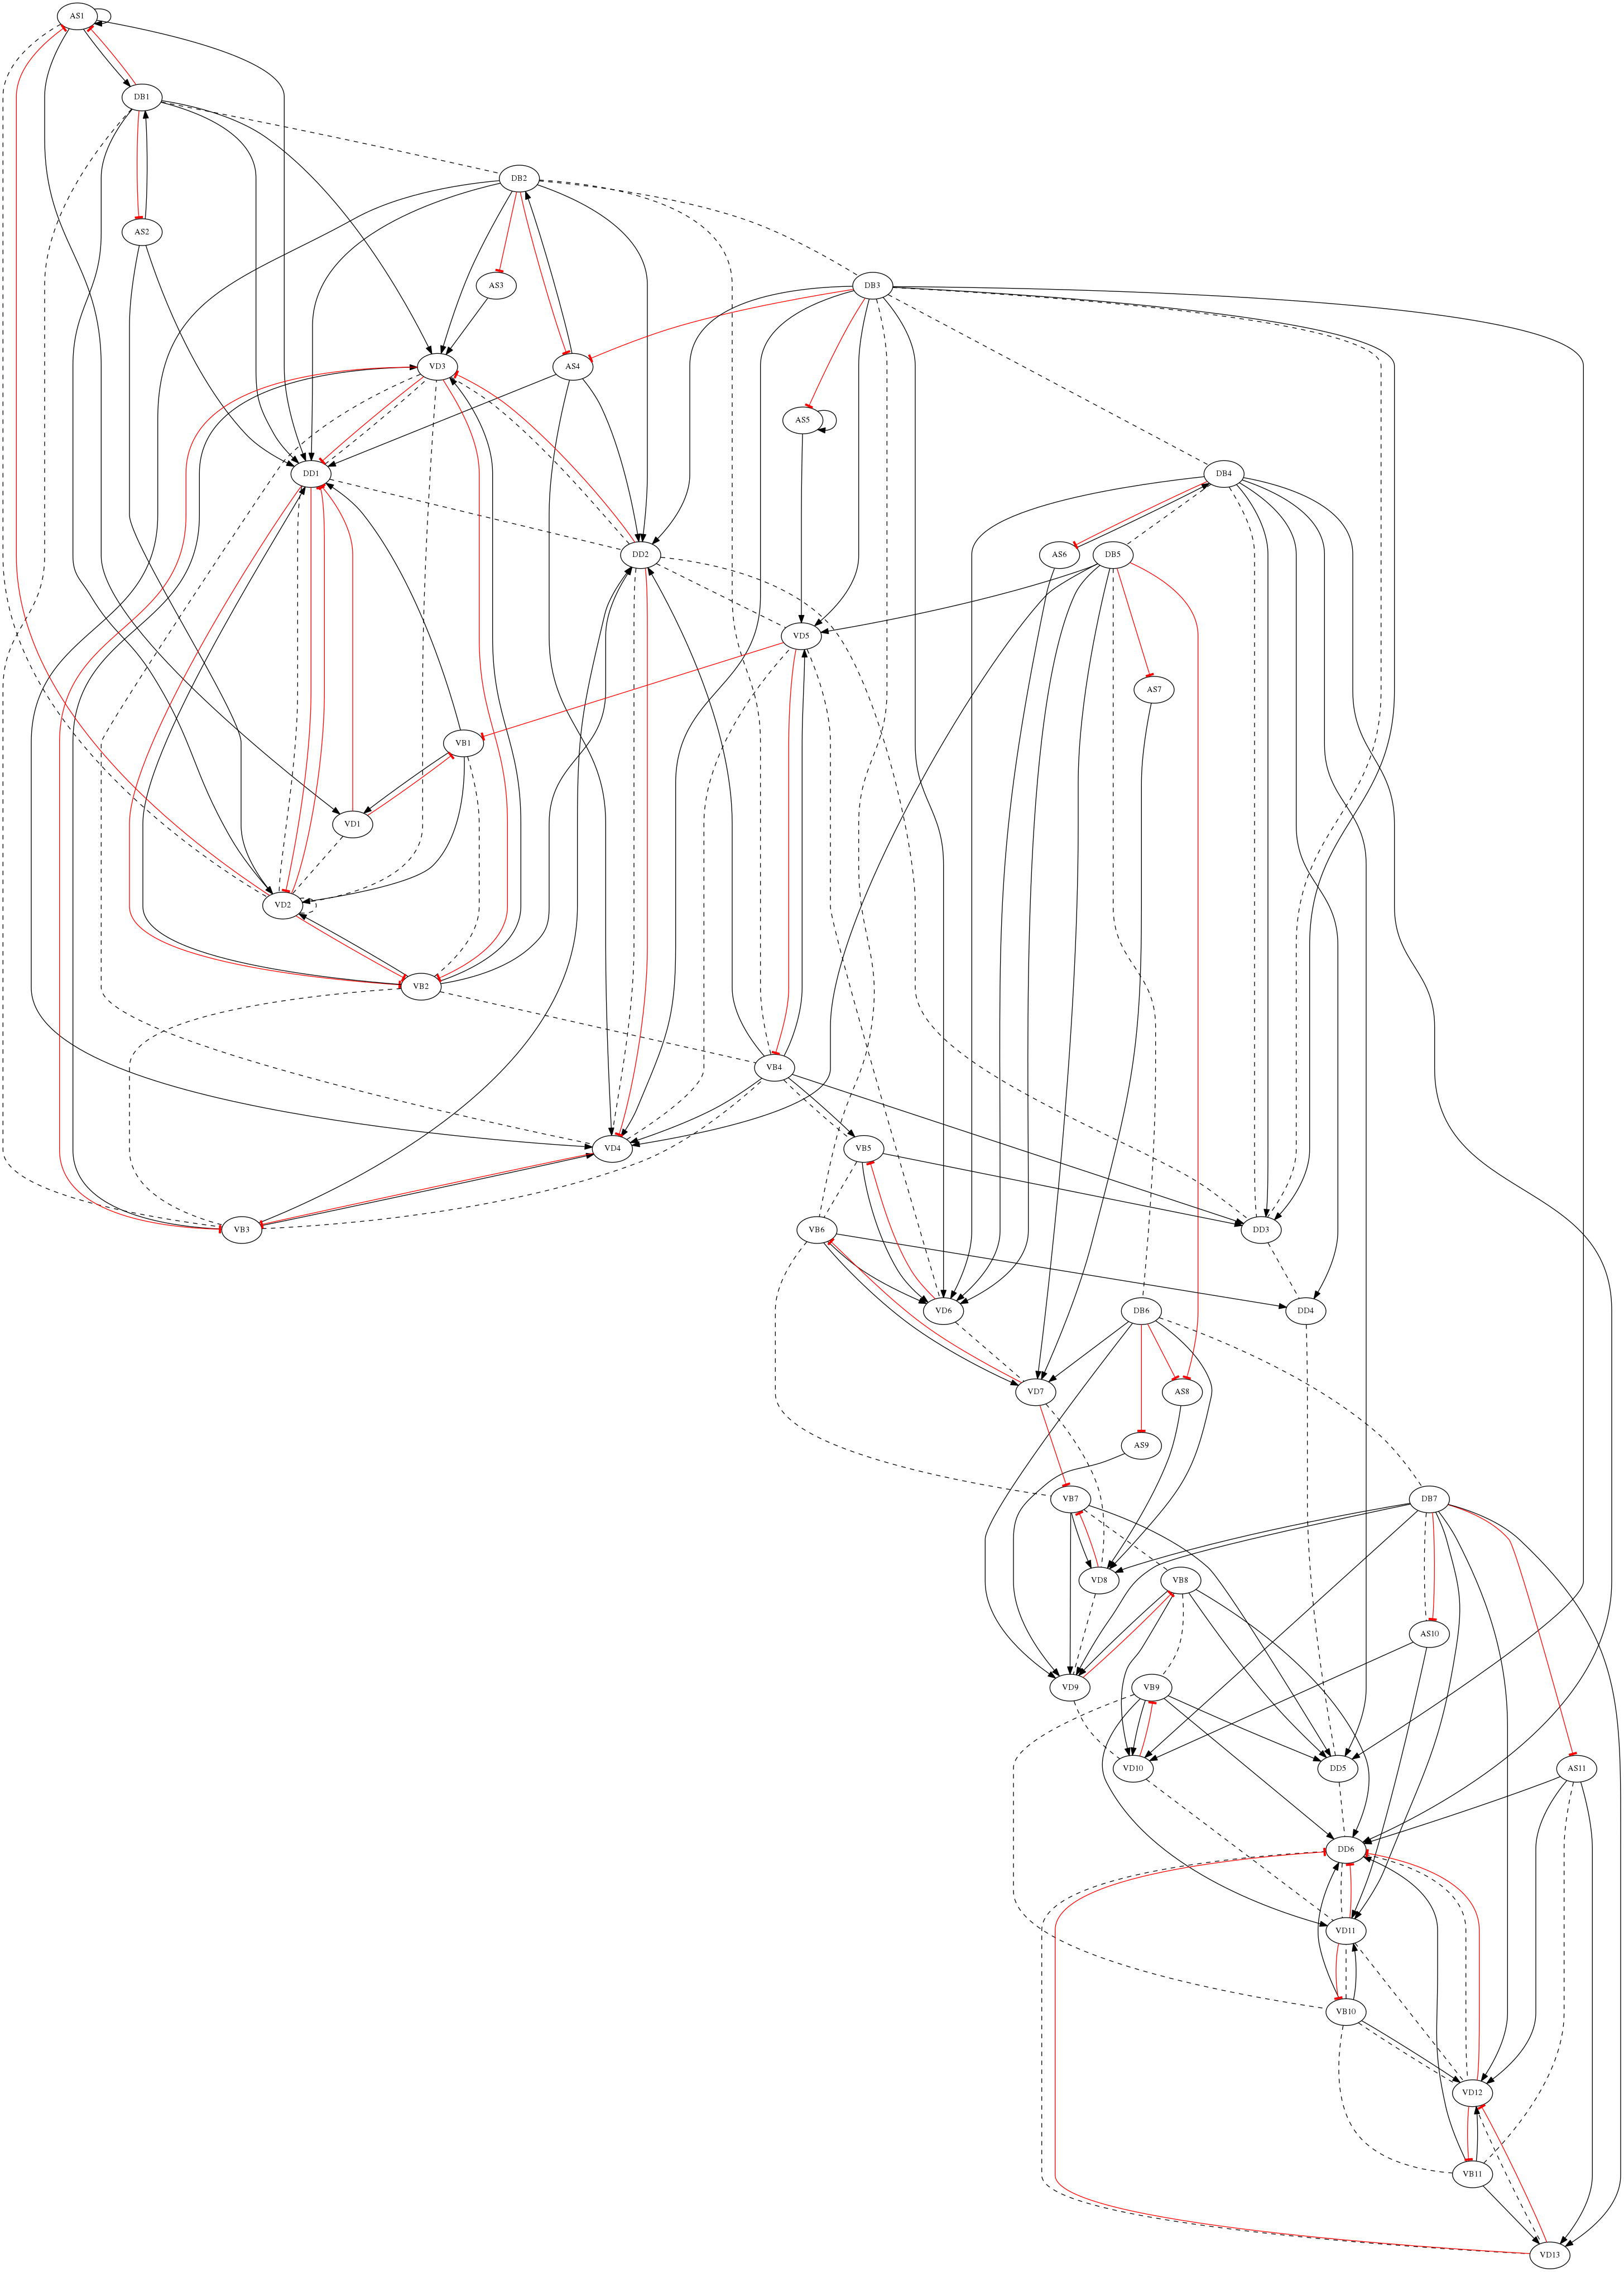 AS1
DB1
DB2
AS2
AS3
DB3
VD3
AS4
AS5
DD1
DB4
DD2
AS6
DB5
VD5
AS7
VB1
VD1
VD2
VB2
VB4
VD4
VB5
VB3
VB6
DD3
VD6
DB6
DD4
VD7
AS8
AS9
VB7
DB7
VD8
VB8
AS10
VD9
VB9
VD10
DD5
AS11
DD6
VD11
VB10
VD12
VB11
VD13